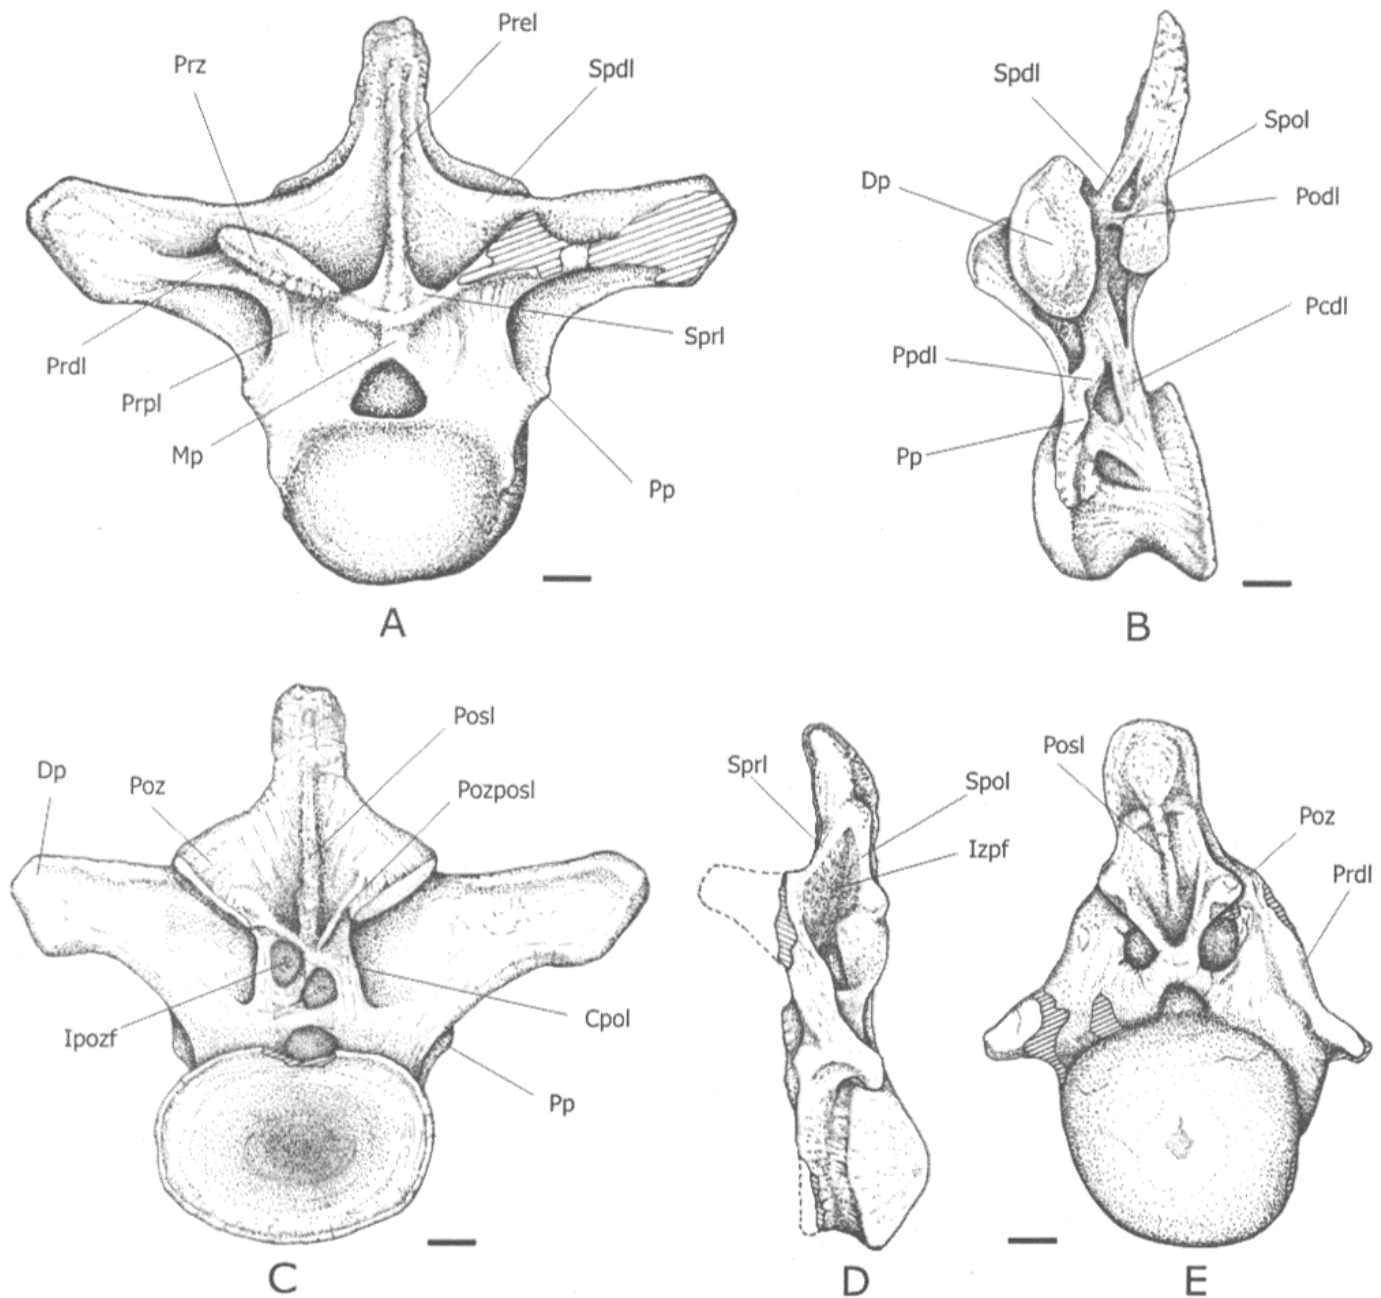 Prel
Prz
Spdl
Prdl
Prpl
Mp
Sprl
Pp
A
Spdl
Spol
Dp
Podl
Pcdl
Ppdl
Pp
B
Posl
Dp
Poz
Pozposl
Ipozf
Cpol
Pp
C
Sprl
Spol
Izpf
D
Posl
Poz
Prdl
E